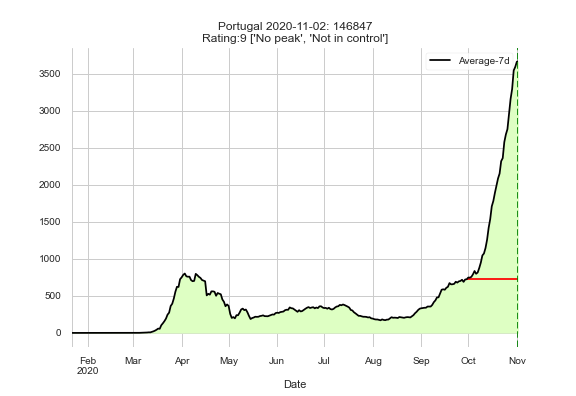 Portugal 2020-11-02: 146847
Rating:9 ['No peak', 'Not in control']
Average-7d
3500
3000
2500
2000
1500
1000
500
0
Feb Mar Apr May Jun Jul Aug Sep Oct Nov
2020
Date